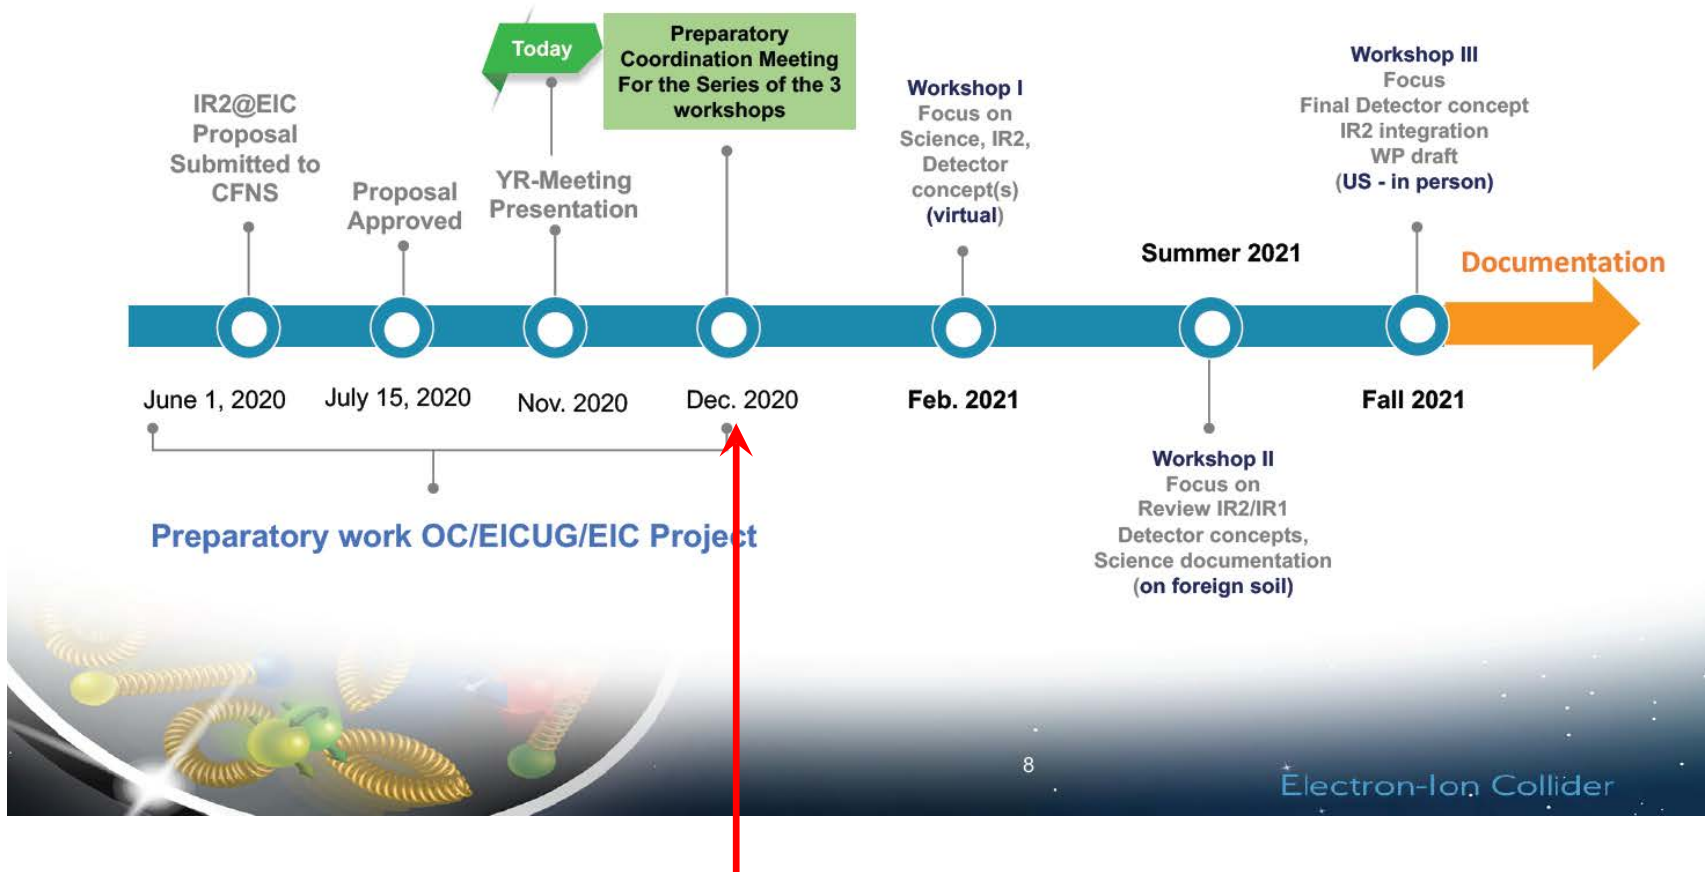 Today
Preparatory
Coordination Meeting
For the Series of the 3
workshops
IR2@EIC
Proposal
Submitted to
CFNS
Proposal
Approved
YR-Meeting
Presentation
Workshop I
Focus on
Science, IR2,
Detector
concept(s)
(virtual)
Summer 2021
Workshop III
Focus
Final Detector concept
IR2 integration
WP draft
(US - in person)
Documentation
June 1, 2020
July 15, 2020
Nov. 2020
Dec. 2020
Feb. 2021
Fall 2021
Preparatory work OC/EICUG/EIC Project
Workshop II
Focus on
Review IR2/IR1
Detector concepts,
Science documentation
(on foreign soil)
8
Electron-Ion Collider